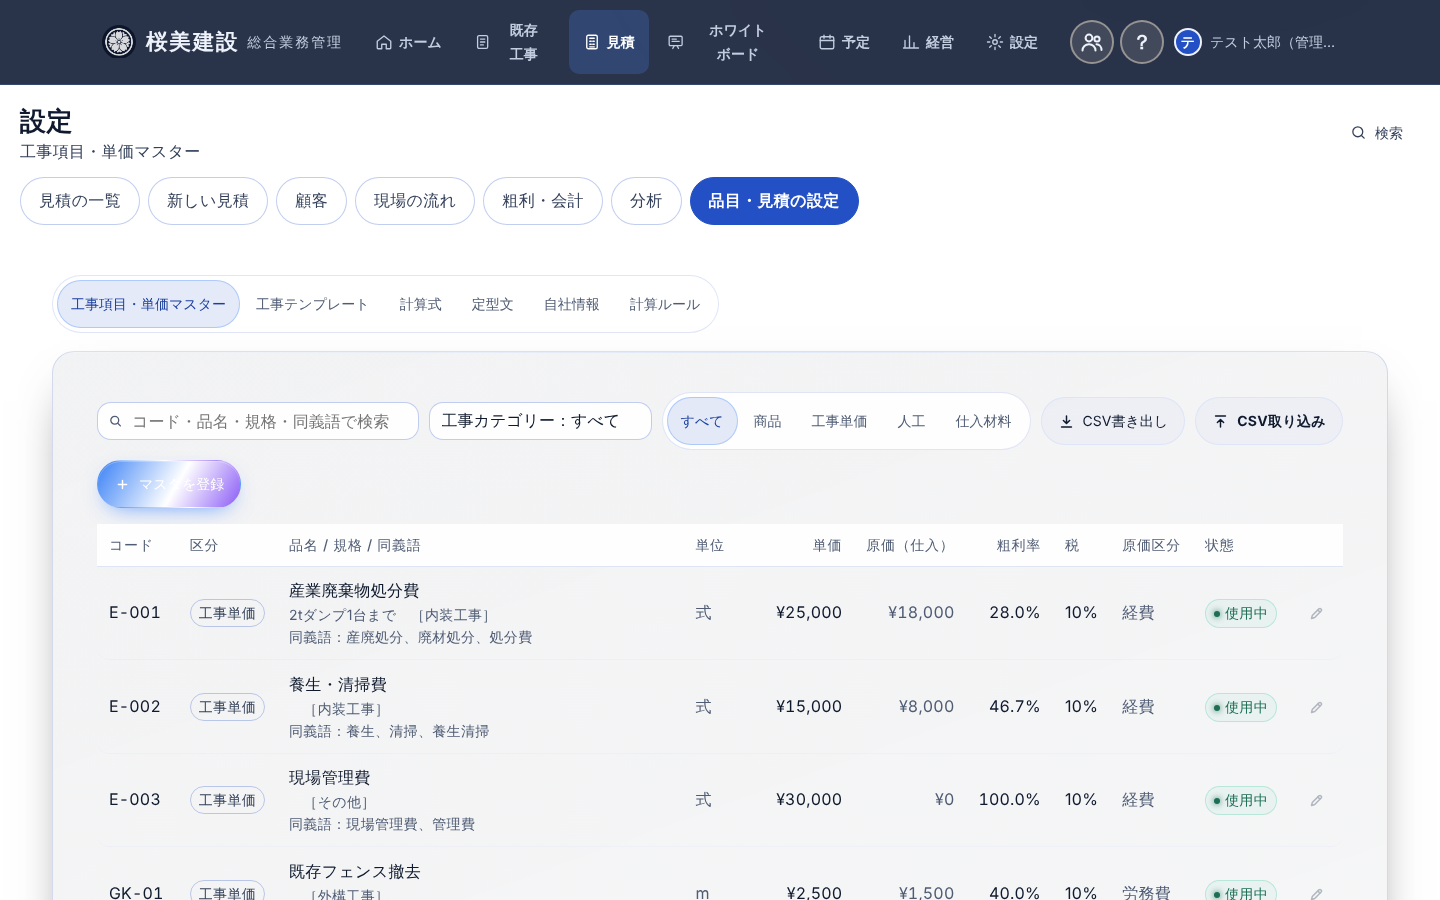 桜美建設 総合業務管理
ホーム
既存
工事
見積
ホワイト
ボード
予定
経営
設定
?
テ
テスト太郎（管理...
設定
工事項目・単価マスター
検索
見積の一覧
新しい見積
顧客
現場の流れ
粗利・会計
分析
品目・見積の設定
工事項目・単価マスター
工事テンプレート
計算式
定型文
自社情報
計算ルール
コード・品名・規格・同義語で検索
工事カテゴリー：すべて
すべて
商品
工事単価
人工
仕入材料
CSV書き出し
CSV取り込み
マスタを登録
コード 区分 品名 / 規格 / 同義語 単位 単価 原価（仕入） 粗利率 税 原価区分 状態
E-001 工事単価 産業廃棄物処分費 式 ¥25,000 ¥18,000 28.0% 10% 経費 使用中
2tダンプ1台まで ［内装工事］
同義語：産廃処分、廃材処分、処分費
E-002 工事単価 養生・清掃費 式 ¥15,000 ¥8,000 46.7% 10% 経費 使用中
［内装工事］
同義語：養生、清掃、養生清掃
E-003 工事単価 現場管理費 式 ¥30,000 ¥0 100.0% 10% 経費 使用中
［その他］
同義語：現場管理費、管理費
GK-01 工事単価 既存フェンス撤去 m ¥2,500 ¥1,500 40.0% 10% 労務費 使用中
［外構工事］